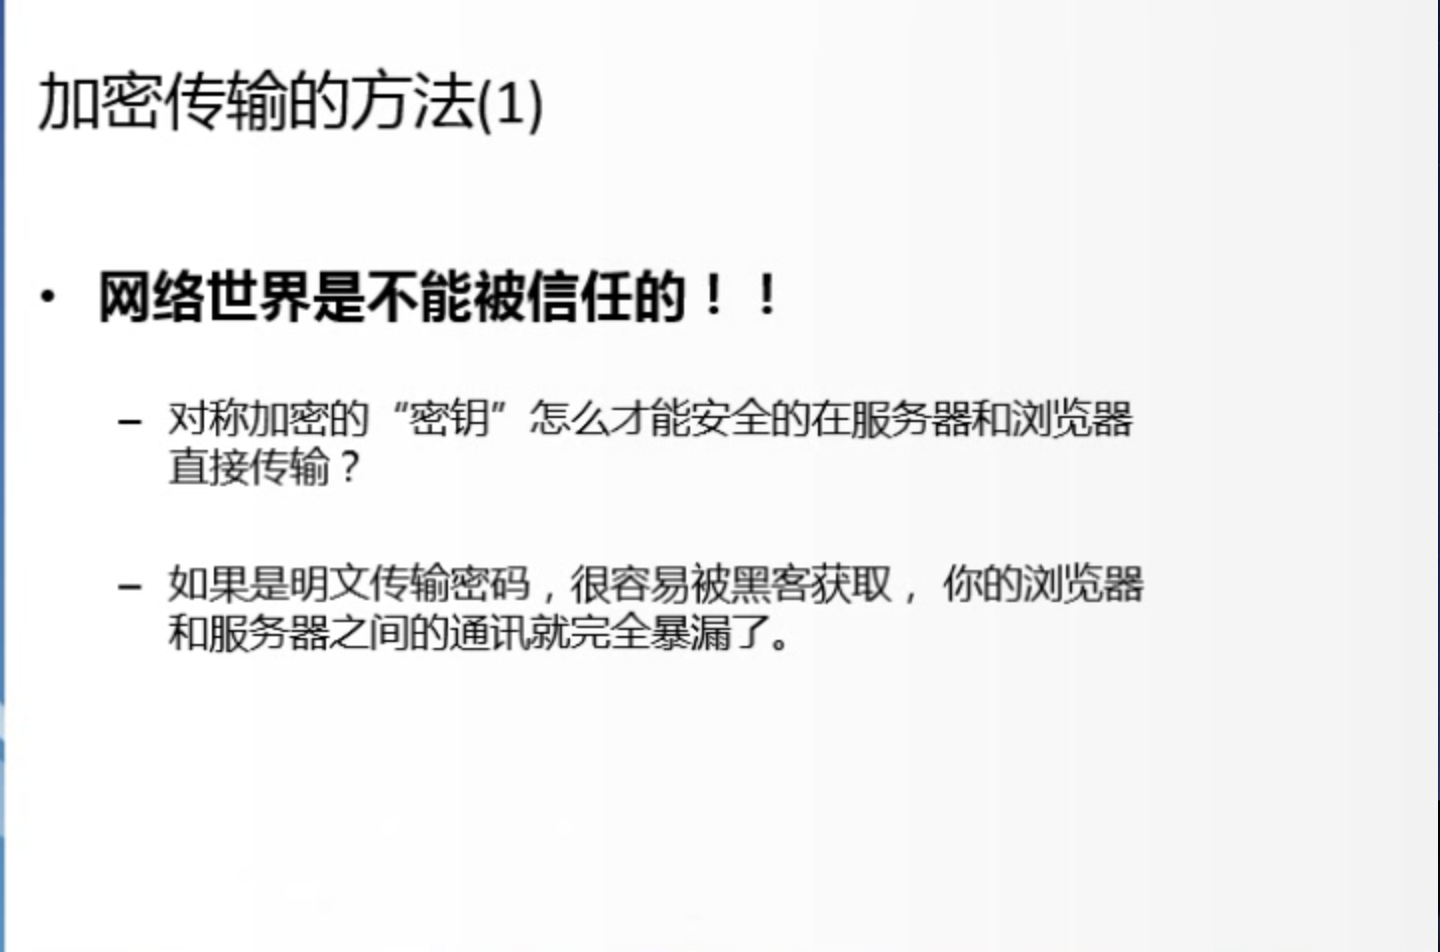 加密传输的方法(1)
• 网络世界是不能被信任的！！
– 对称加密的“密钥”怎么才能安全的在服务器和浏览器
直接传输？
– 如果是明文传输密码，很容易被黑客获取， 你的浏览器
和服务器之间的通讯就完全暴漏了。